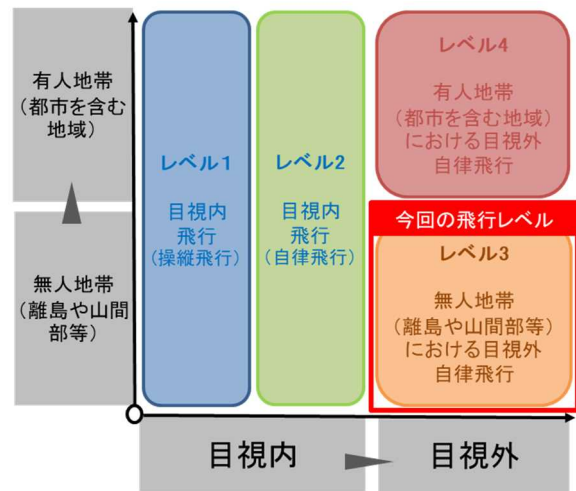 有人地帯
(都市を含む
地域)
無人地帯
(離島や山間
部等)
レベル1
目視内
飛行
(操縦飛行)
レベル2
目視内
飛行
(自律飛行)
レベル4
有人地帯
(都市を含む地域)
における目視外
自律飛行
今回の飛行レベル
レベル3
無人地帯
(離島や山間部等)
における目視外
自律飛行
目視内
目視外